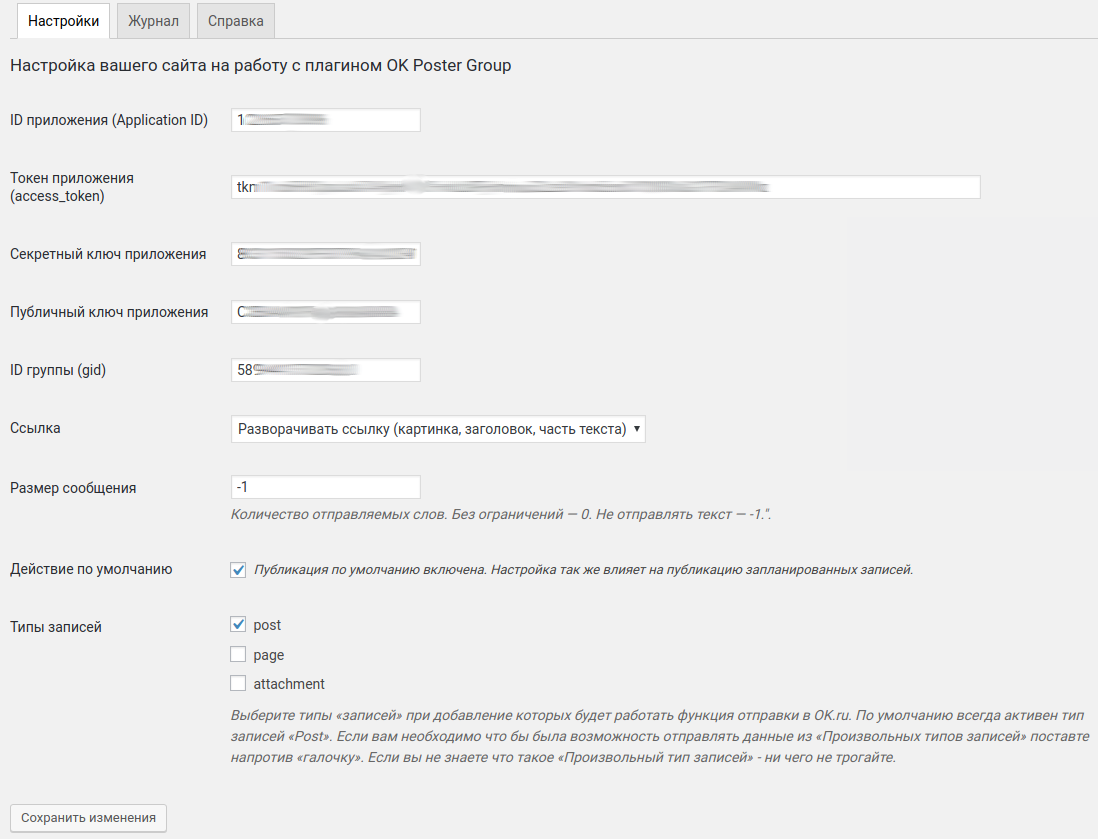 Настройки Журнал Справка
Настройка вашего сайта на работу с плагином OK Poster Group
ID приложения (Application ID) 1
Токен приложения
(access_token) tkn
Секретный ключ приложения
Публичный ключ приложения
ID группы (gid) 58
Ссылка Разворачивать ссылку (картинка, заголовок, часть текста)
Размер сообщения -1
Количество отправляемых слов. Без ограничений — 0. Не отправлять текст — -1.".
Действие по умолчанию Публикация по умолчанию включена. Настройка так же влияет на публикацию запланированных записей.
Типы записей post
page
attachment
Выберите типы «записей» при добавление которых будет работать функция отправки в OK.ru. По умолчанию всегда активен тип
записей «Post». Если вам необходимо что бы была возможность отправлять данные из «Произвольных типов записей» поставте
напротив «галочку». Если вы не знаете что такое «Произвольный тип записей» - ни чего не трогайте.
Сохранить изменения